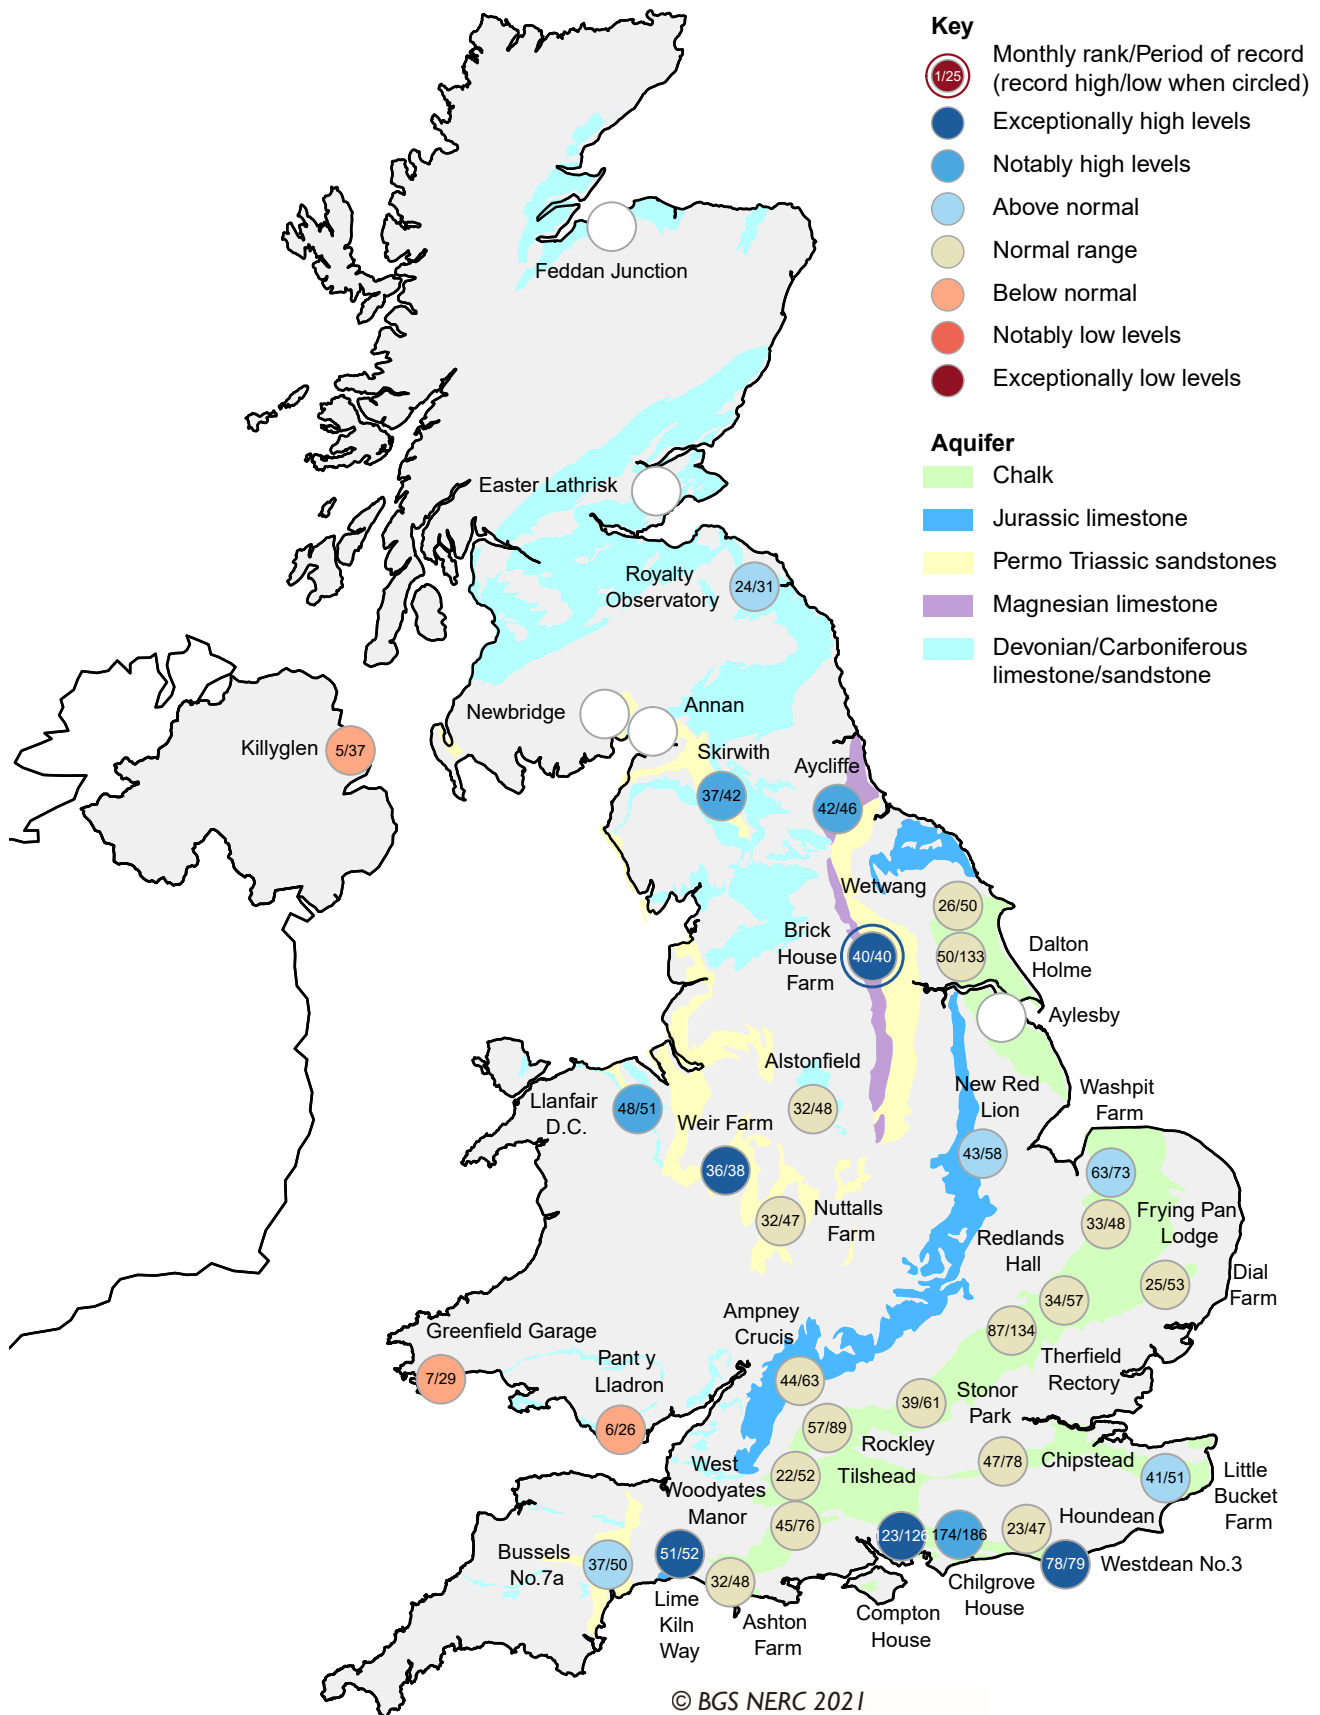 Key
1/25
Monthly rank/Period of record
(record high/low when circled)
Exceptionally high levels
Notably high levels
Above normal
Normal range
Below normal
Notably low levels
Exceptionally low levels
Aquifer
Chalk
Jurassic limestone
Permo Triassic sandstones
Magnesian limestone
Devonian/Carboniferous
limestone/sandstone
Feddan Junction
Easter Lathrisk
Royalty
Observatory
24/31
Newbridge
Annan
Killyglen
5/37
Skirwith
37/42
Aycliffe
42/46
Wetwang
26/50
Brick
House
Farm
40/40
50/133
Dalton
Holme
Aylesby
Alstonfield
32/48
Llanfair
D.C.
48/51
Weir Farm
36/38
New Red
Lion
43/58
Washpit
Farm
63/73
Nuttalls
Farm
32/47
33/48
Frying Pan
Lodge
Redlands
Hall
34/57
25/53
Dial
Farm
Ampney
Crucis
44/63
87/134
Therfield
Rectory
Greenfield Garage
7/29
Pant y
Lladron
6/26
39/61
Stonor
Park
57/89
Rockley
West
Woodyates
Manor
22/52
Tilshead
47/78
Chipstead
41/51
Little
Bucket
Farm
45/76
123/126
174/186
23/47
Houndean
Bussels
No.7a
37/50
51/52
Lime
Kiln
Way
32/48
Ashton
Farm
Compton
House
Chilgrove
House
78/79
Westdean No.3
© BGS NERC 2021